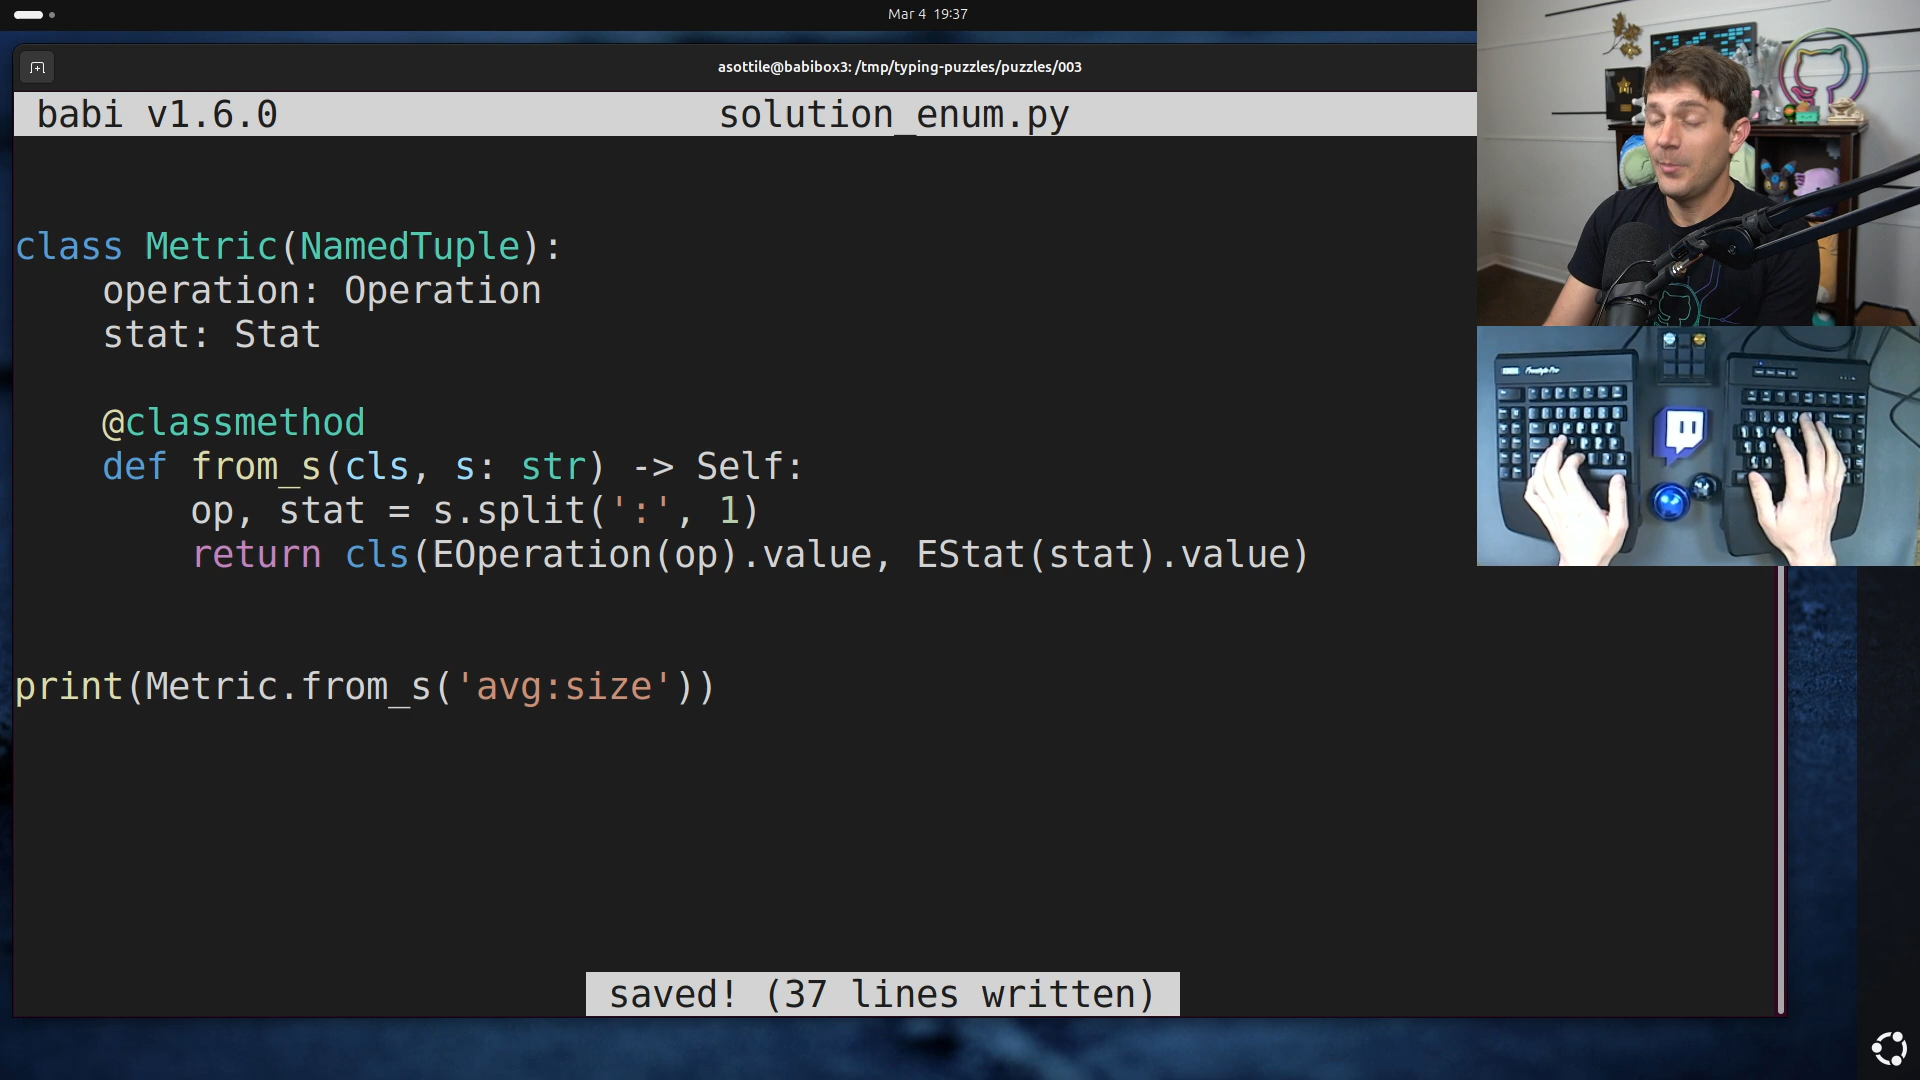 Mar 4 19:37
asottile@babibox3: /tmp/typing-puzzles/puzzles/003
babi v1.6.0 solution_enum.py
class Metric(NamedTuple):
    operation: Operation
    stat: Stat
    @classmethod
    def from_s(cls, s: str) -> Self:
        op, stat = s.split(':', 1)
        return cls(EOperation(op).value, EStat(stat).value)
print(Metric.from_s('avg:size'))
saved! (37 lines written)